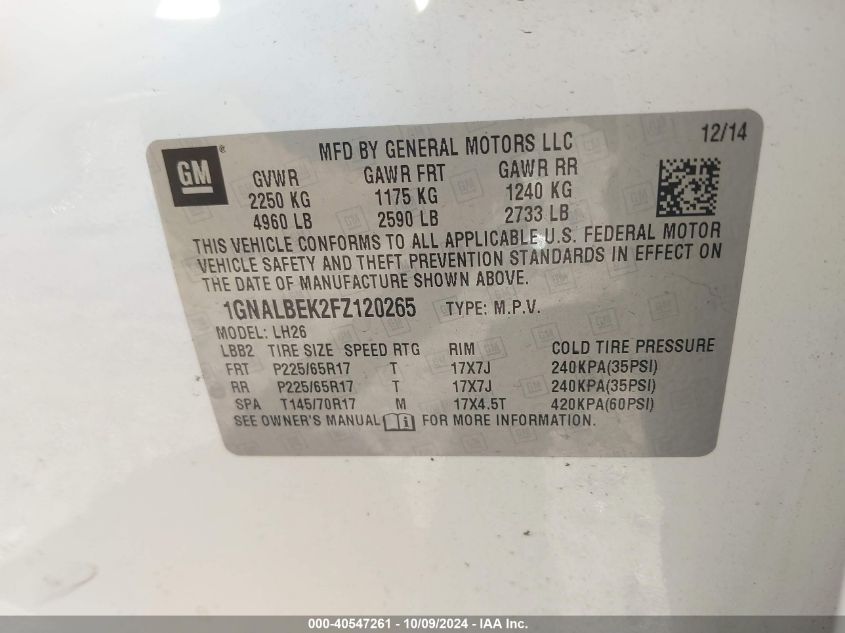 12/14
GM ® MFD BY GENERAL MOTORS LLC
GVWR GAWR FRT GAWR RR
2250 KG 1175 KG 1240 KG
4960 LB 2590 LB 2733 LB
THIS VEHICLE CONFORMS TO ALL APPLICABLE U.S. FEDERAL MOTOR
VEHICLE SAFETY AND THEFT PREVENTION STANDARDS IN EFFECT ON
THE DATE OF MANUFACTURE SHOWN ABOVE.
1GNALBEK2FZ120265 TYPE: M.P.V.
MODEL: LH26
LBB2 TIRE SIZE SPEED RTG RIM COLD TIRE PRESSURE
FRT P225/65R17 T 17X7J 240KPA(35PSI)
RR P225/65R17 T 17X7J 240KPA(35PSI)
SPA T145/70R17 M 17X4.5T 420KPA(60PSI)
SEE OWNER'S MANUAL i FOR MORE INFORMATION.
000-40547261 - 10/09/2024 - IAA Inc.